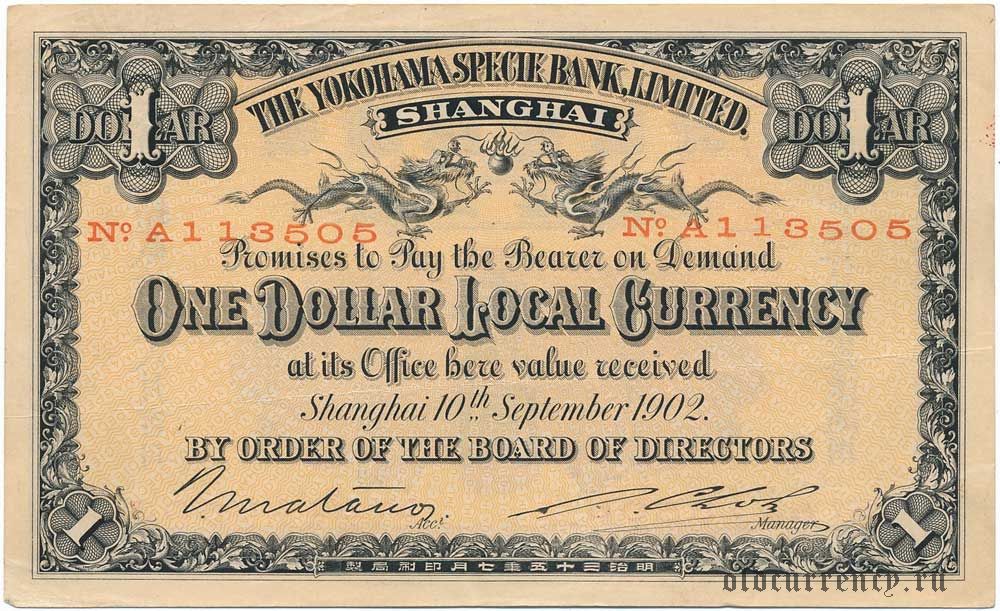 THE YOKOHAMA SPECIE BANK, LIMITED.
SHANGHAI
1 DOLLAR
1 DOLLAR
No. A113505
No. A113505
Promises to Pay the Bearer on Demand
ONE DOLLAR LOCAL CURRENCY
at its Office here value received
Shanghai 10th September 1902.
BY ORDER OF THE BOARD OF DIRECTORS
Acct.
Manager
1
1
明治三十五年七月印刷局製
otocurrency.ru